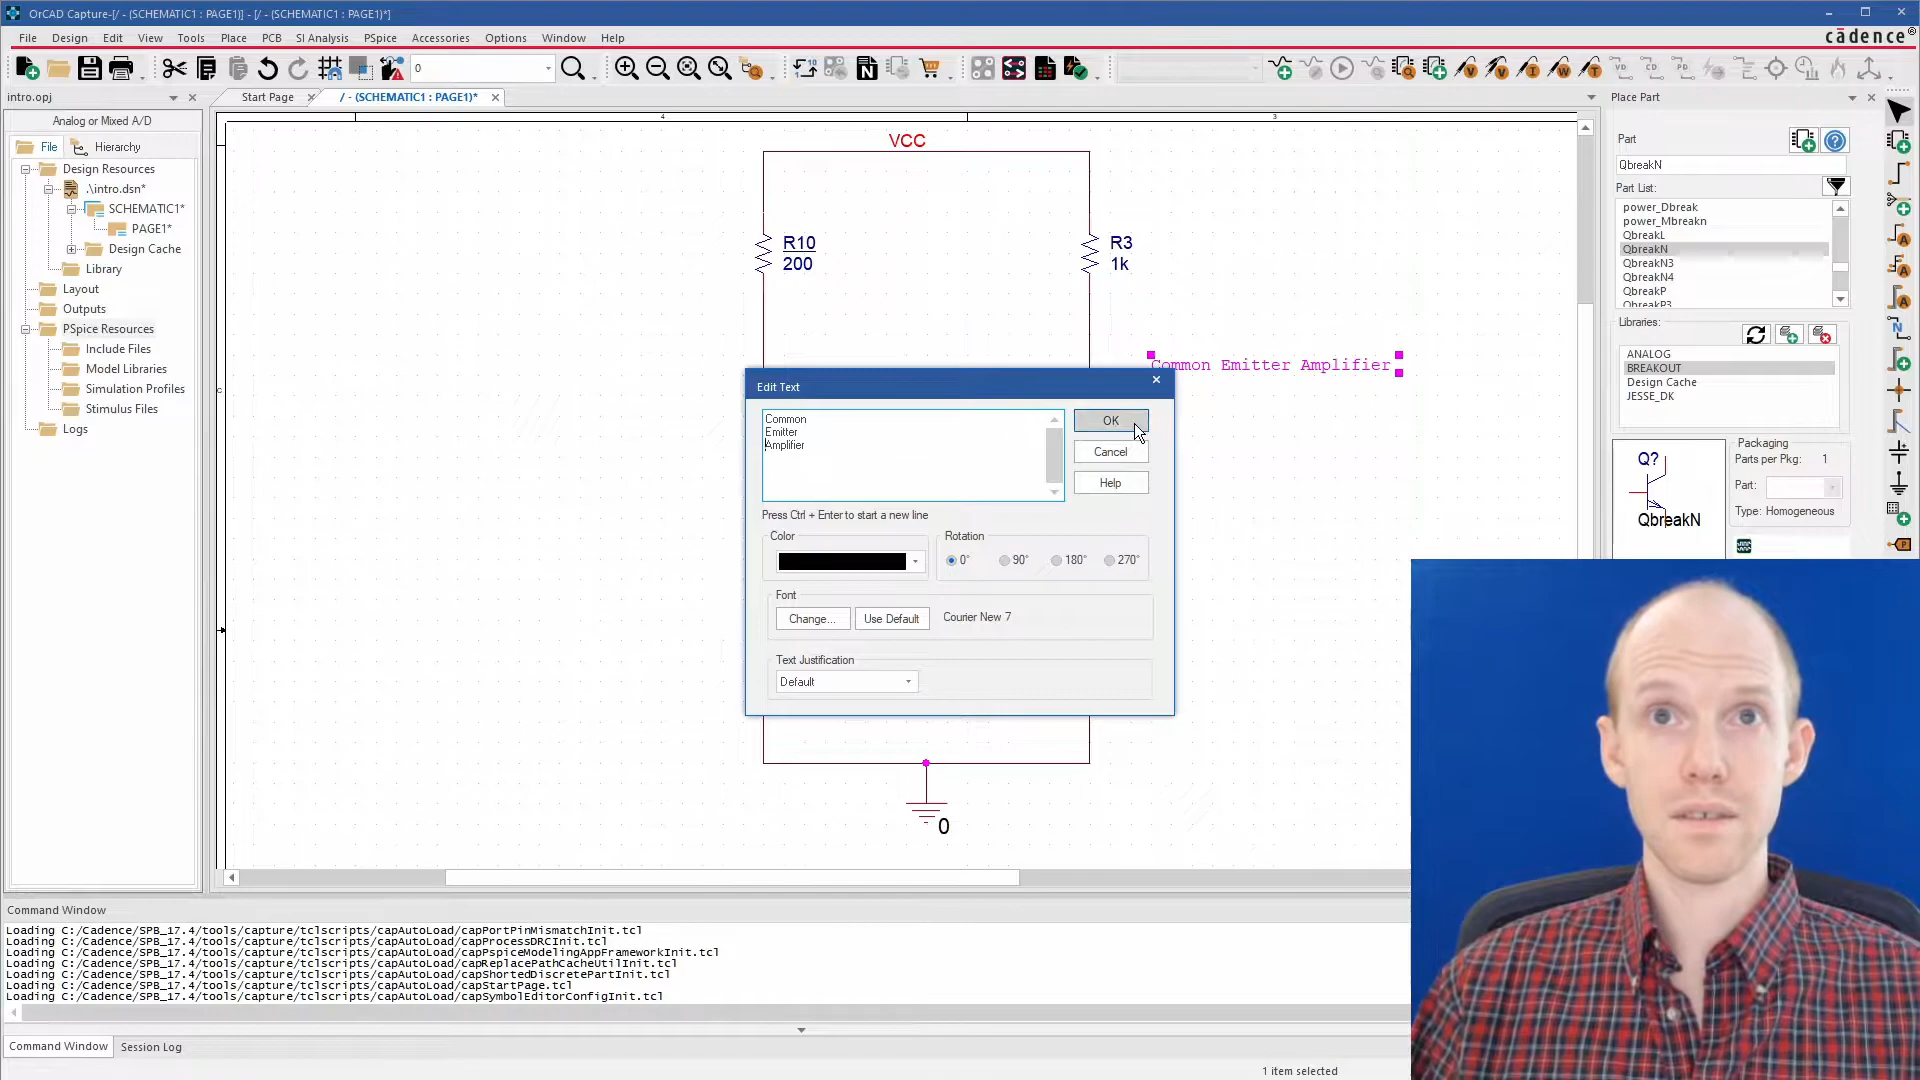 OrCAD Capture-[/ - (SCHEMATIC1 : PAGE1)] - [/ - (SCHEMATIC1 : PAGE1)*]
File Design Edit View Tools Place PCB SI Analysis PSpice Accessories Options Window Help
cādence®
0
intro.opj
Start Page
/ - (SCHEMATIC1 : PAGE1)*
Place Part
Analog or Mixed A/D
File
Hierarchy
Design Resources
.\intro.dsn*
SCHEMATIC1*
PAGE1*
Design Cache
Library
Layout
Outputs
PSpice Resources
Include Files
Model Libraries
Simulation Profiles
Stimulus Files
Logs
4
3
C
VCC
R10
200
R3
1k
Common Emitter Amplifier
0
Edit Text
Common
Emitter
Amplifier
OK
Cancel
Help
Press Ctrl + Enter to start a new line
Color
Rotation
0° 90° 180° 270°
Font
Change...
Use Default
Courier New 7
Text Justification
Default
Part
QbreakN
Part List:
power_Dbreak
power_Mbreakn
QbreakL
QbreakN
QbreakN3
QbreakN4
QbreakP
QbreakP3
Libraries:
ANALOG
BREAKOUT
Design Cache
JESSE_DK
Q?
QbreakN
Packaging
Parts per Pkg: 1
Part:
Type: Homogeneous
Command Window
Loading C:/Cadence/SPB_17.4/tools/capture/tclscripts/capAutoLoad/capPortPinMismatchInit.tcl
Loading C:/Cadence/SPB_17.4/tools/capture/tclscripts/capAutoLoad/capProcessDRCInit.tcl
Loading C:/Cadence/SPB_17.4/tools/capture/tclscripts/capAutoLoad/capPspiceModelingAppFrameworkInit.tcl
Loading C:/Cadence/SPB_17.4/tools/capture/tclscripts/capAutoLoad/capReplacePathCacheUtilInit.tcl
Loading C:/Cadence/SPB_17.4/tools/capture/tclscripts/capAutoLoad/capShortedDiscretePartInit.tcl
Loading C:/Cadence/SPB_17.4/tools/capture/tclscripts/capAutoLoad/capStartPage.tcl
Loading C:/Cadence/SPB_17.4/tools/capture/tclscripts/capAutoLoad/capSymbolEditorConfigInit.tcl
Command Window
Session Log
1 item selected